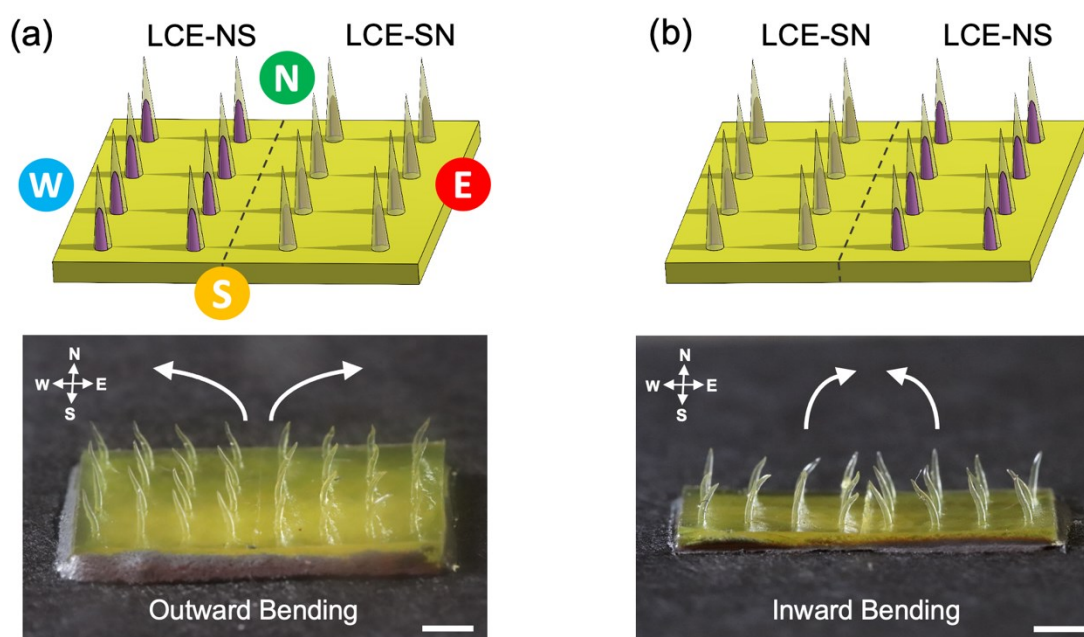 (a)
LCE-NS LCE-SN
N
W
E
S
N
W E
S
Outward Bending
(b)
LCE-SN LCE-NS
N
W E
S
Inward Bending